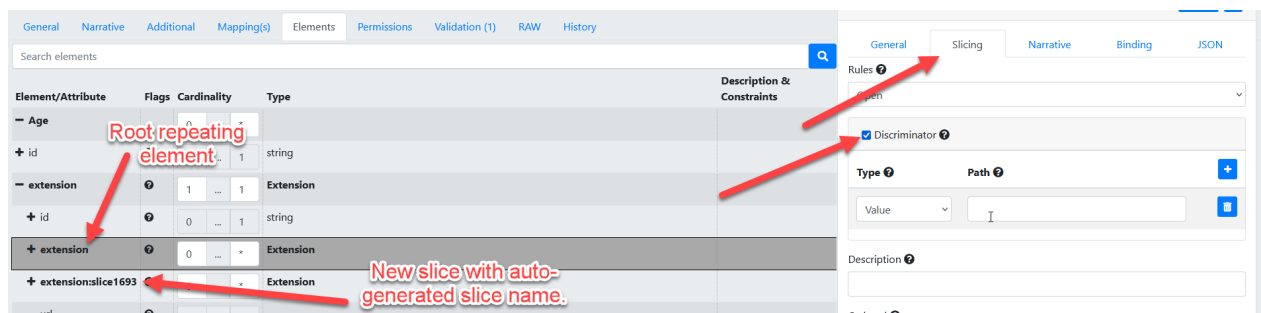 General Narrative Additional Mapping(s) Elements Permissions Validation (1) RAW History
Search elements
Element/Attribute Flags Cardinality Type Description &
Constraints
Age 0 *
id 1 string
extension 1 ... 1 Extension
id 0 ... 1 string
extension 0 ... * Extension
extension:slice1693 * Extension
Root repeating
element
New slice with auto-
generated slice name.
General Slicing Narrative Binding JSON
Rules
Open
Discriminator
Type Path
Value
Description